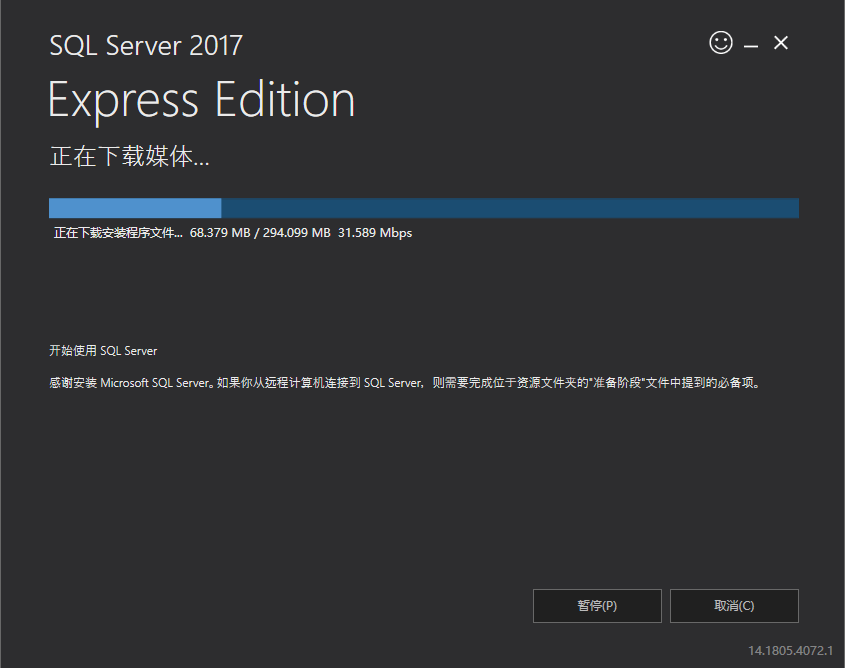 SQL Server 2017
Express Edition
正在下载媒体...
正在下载安装程序文件... 68.379 MB / 294.099 MB 31.589 Mbps
开始使用 SQL Server
感谢安装 Microsoft SQL Server。如果你从远程计算机连接到 SQL Server，则需要完成位于资源文件夹的"准备阶段"文件中提到的必备项。
暂停(P)
取消(C)
14.1805.4072.1